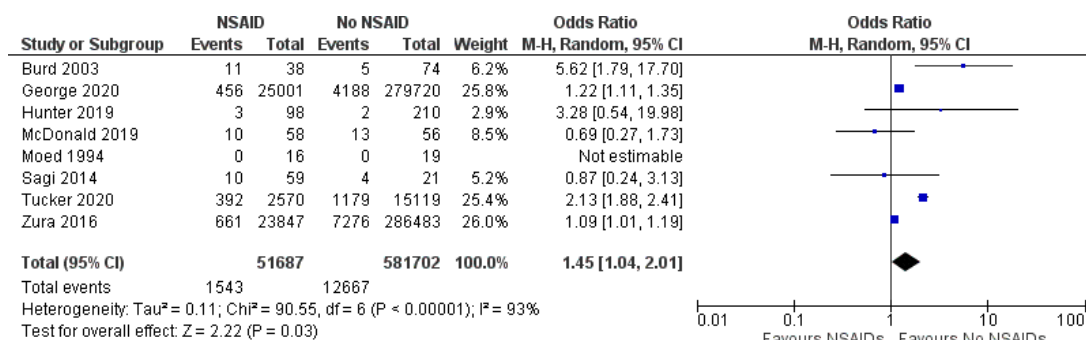 NSAID No NSAID Odds Ratio Odds Ratio
Study or Subgroup Events Total Events Total Weight M-H, Random, 95% CI M-H, Random, 95% CI
Burd 2003 11 38 5 74 6.2% 5.62 [1.79, 17.70]
George 2020 456 25001 4188 279720 25.8% 1.22 [1.11, 1.35]
Hunter 2019 3 98 2 210 2.9% 3.28 [0.54, 19.98]
McDonald 2019 10 58 13 56 8.5% 0.69 [0.27, 1.73]
Moed 1994 0 16 0 19 Not estimable
Sagi 2014 10 59 4 21 5.2% 0.87 [0.24, 3.13]
Tucker 2020 392 2570 1179 15119 25.4% 2.13 [1.88, 2.41]
Zura 2016 661 23847 7276 286483 26.0% 1.09 [1.01, 1.19]
Total (95% CI) 51687 581702 100.0% 1.45 [1.04, 2.01]
Total events 1543 12667
Heterogeneity: Tau² = 0.11; Chi² = 90.55, df = 6 (P < 0.00001); I² = 93%
Test for overall effect: Z = 2.22 (P = 0.03)
0.01 0.1 1 10 100
Favours NSAIDs Favours No NSAIDs